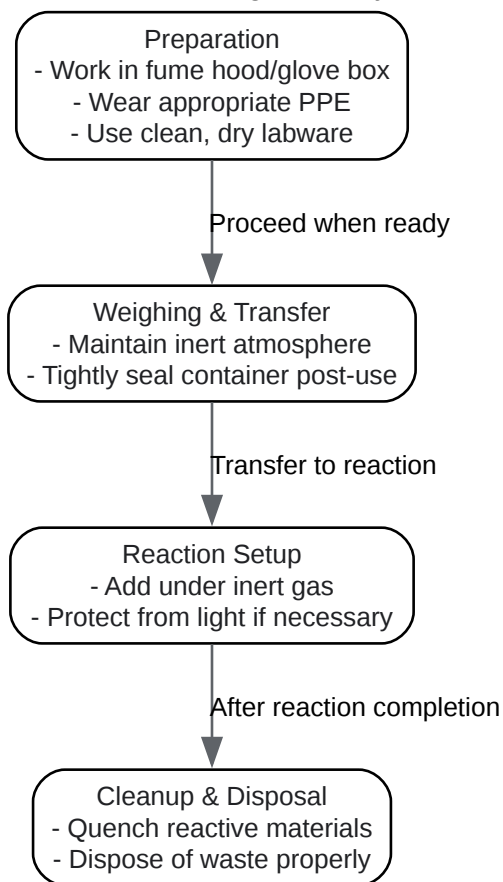 Preparation
- Work in fume hood/glove box
- Wear appropriate PPE
- Use clean, dry labware
Proceed when ready
Weighing & Transfer
- Maintain inert atmosphere
- Tightly seal container post-use
Transfer to reaction
Reaction Setup
- Add under inert gas
- Protect from light if necessary
After reaction completion
Cleanup & Disposal
- Quench reactive materials
- Dispose of waste properly